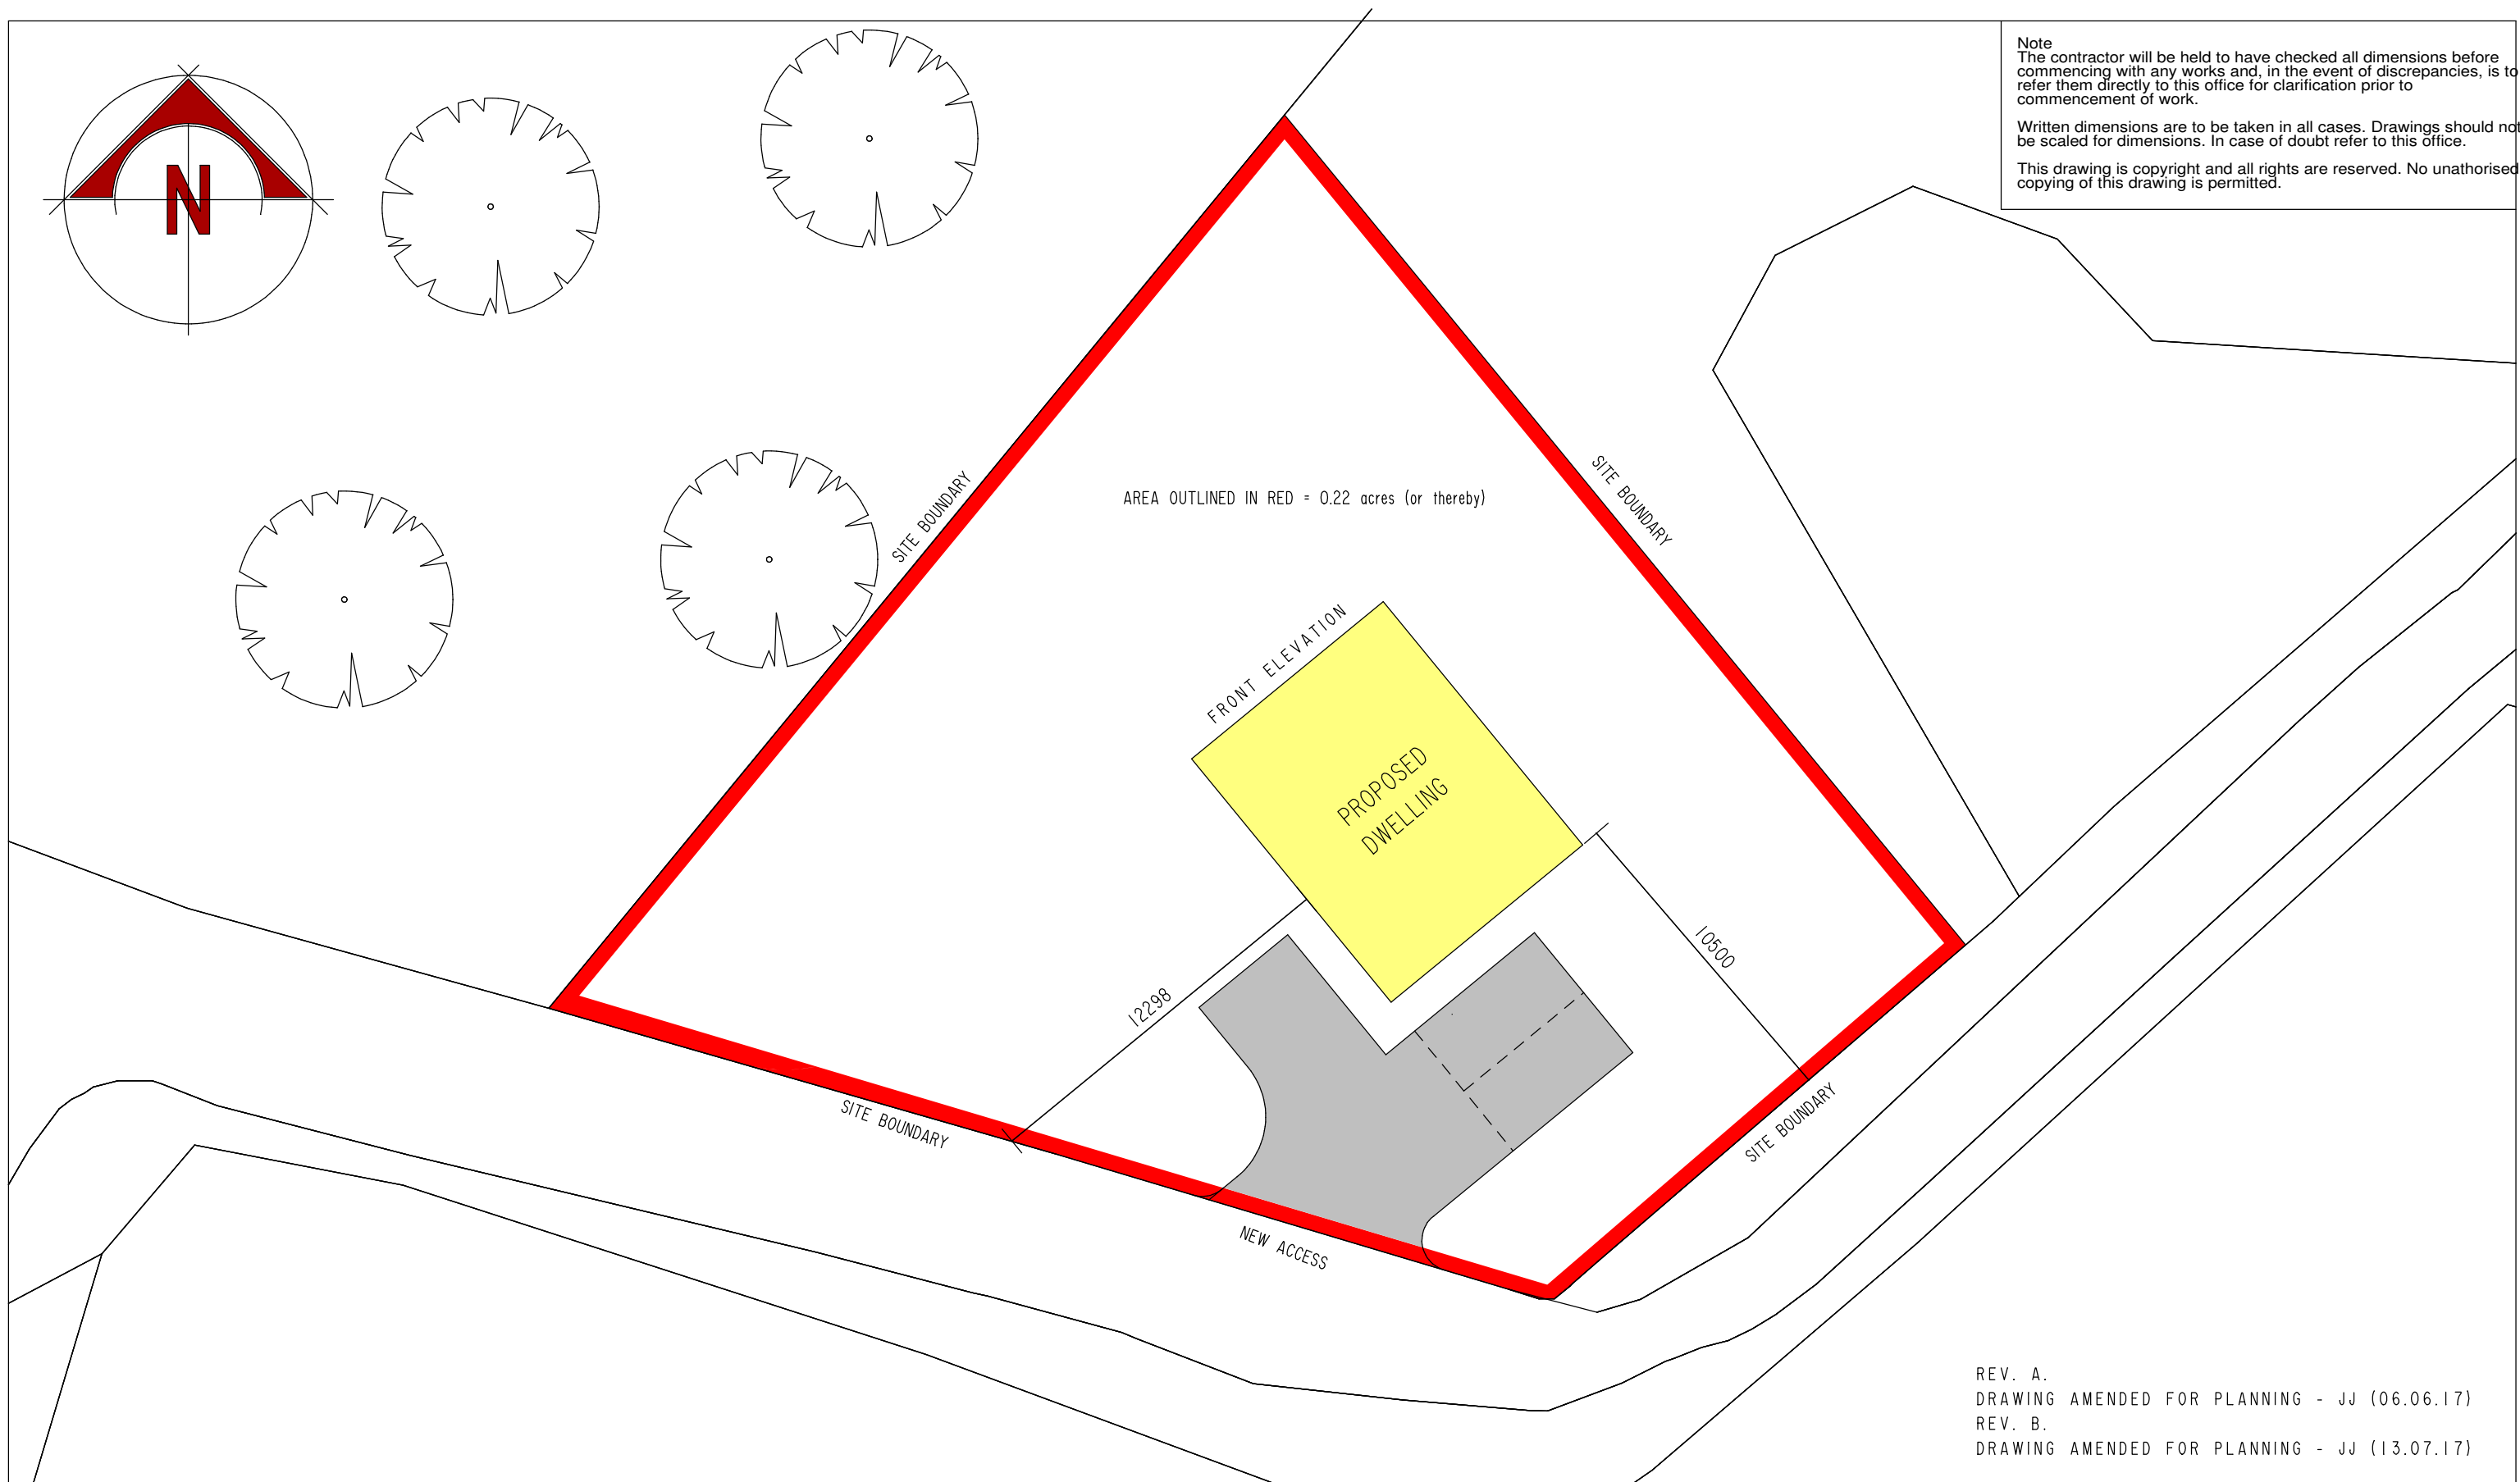 N
Note
The contractor will be held to have checked all dimensions before
commencing with any works and, in the event of discrepancies, is to
refer them directly to this office for clarification prior to
commencement of work.
Written dimensions are to be taken in all cases. Drawings should not
be scaled for dimensions. In case of doubt refer to this office.
This drawing is copyright and all rights are reserved. No unathorised
copying of this drawing is permitted.
SITE BOUNDARY
AREA OUTLINED IN RED = 0.22 acres (or thereby)
SITE BOUNDARY
FRONT ELEVATION
PROPOSED
DWELLING
12298
10500
SITE BOUNDARY
SITE BOUNDARY
NEW ACCESS
REV. A.
DRAWING AMENDED FOR PLANNING - JJ (06.06.17)
REV. B.
DRAWING AMENDED FOR PLANNING - JJ (13.07.17)